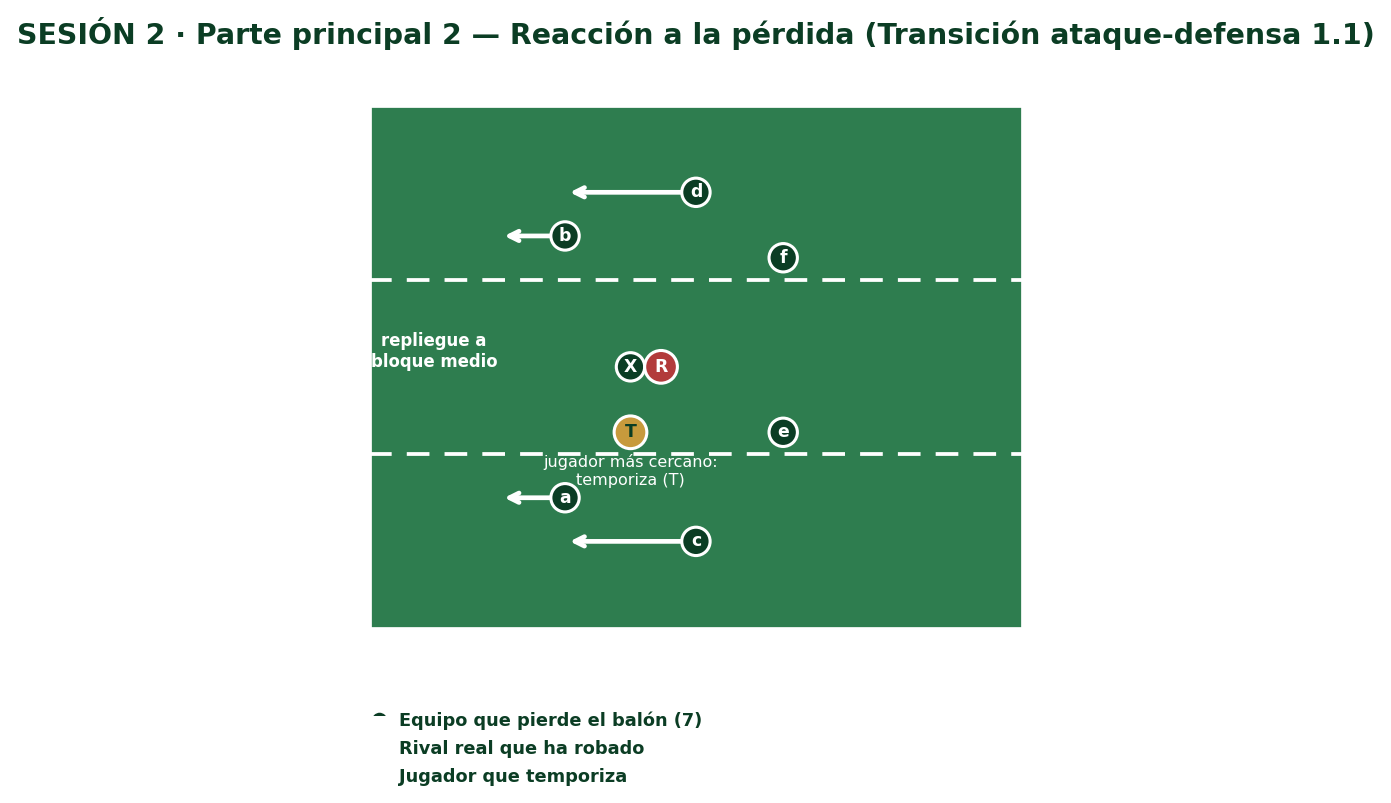 SESIÓN 2 · Parte principal 2 — Reacción a la pérdida (Transición ataque-defensa 1.1)
d
b
f
repliegue a
bloque medio
X R
T
e
jugador más cercano:
temporiza (T)
a
c
Equipo que pierde el balón (7)
Rival real que ha robado
Jugador que temporiza